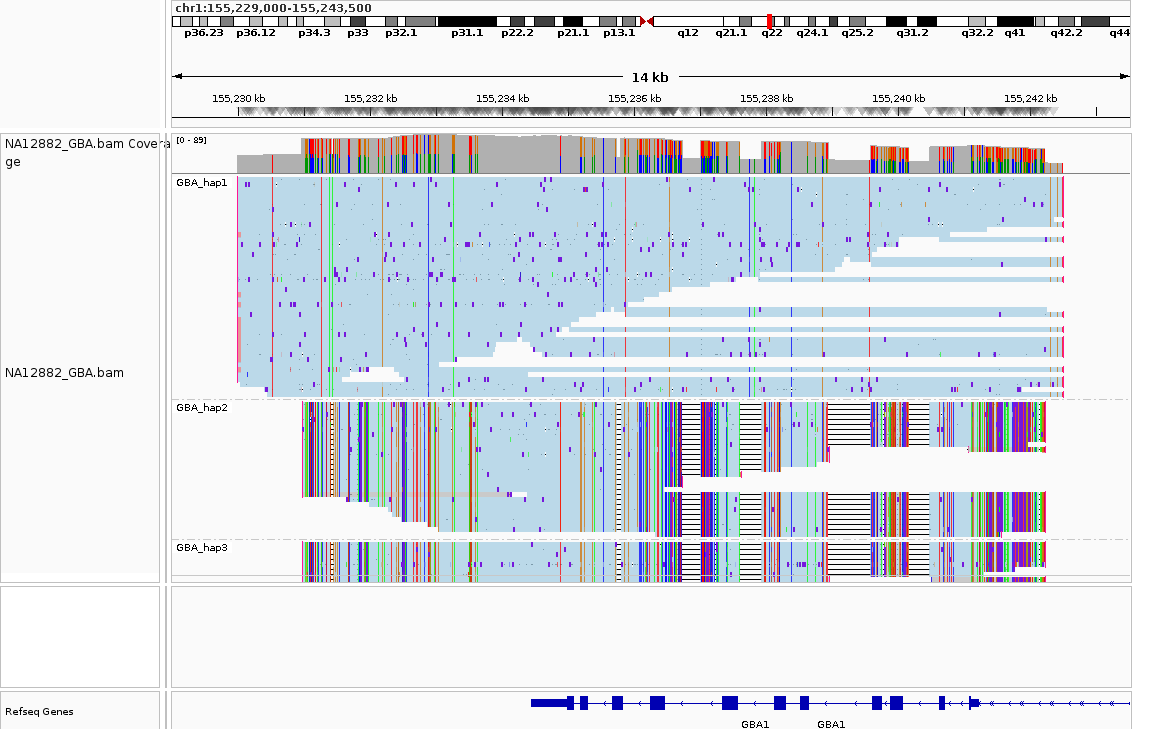 chr1:155,229,000-155,243,500
p36.23 p36.12 p34.3 p33 p32.1 p31.1 p22.2 p21.1 p13.1 q12 q21.1 q22 q24.1 q25.2 q31.2 q32.2 q41 q42.2 q44
14 kb
155,230 kb 155,232 kb 155,234 kb 155,236 kb 155,238 kb 155,240 kb 155,242 kb
NA12882_GBA.bam Covera
ge
[0 - 89]
GBA_hap1
NA12882_GBA.bam
GBA_hap2
GBA_hap3
Refseq Genes
GBA1 GBA1